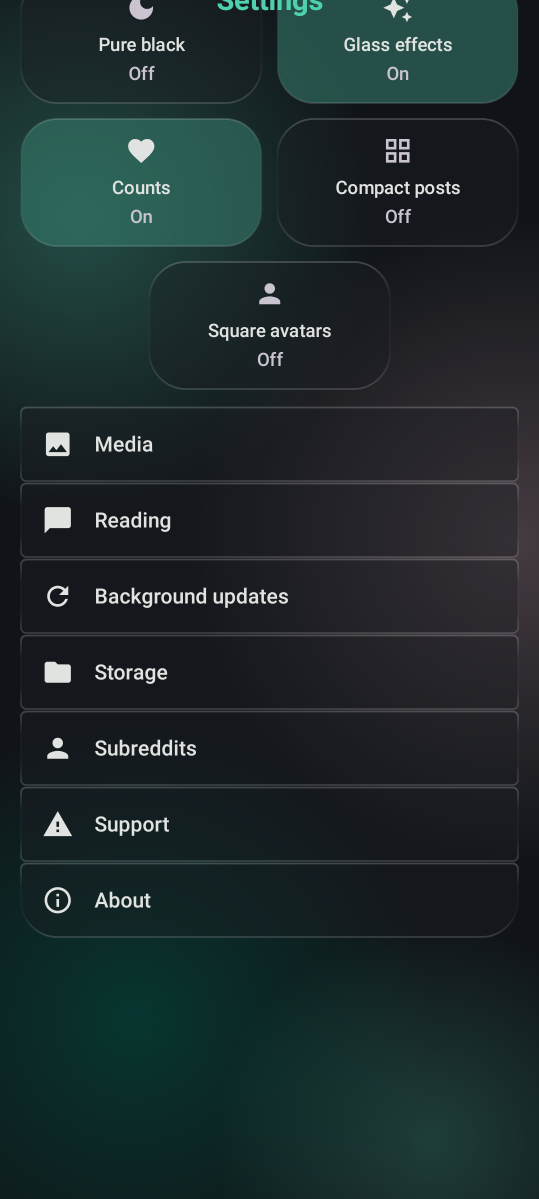 Settings
Pure black
Off
Glass effects
On
Counts
On
Compact posts
Off
Square avatars
Off
Media
Reading
Background updates
Storage
Subreddits
Support
About